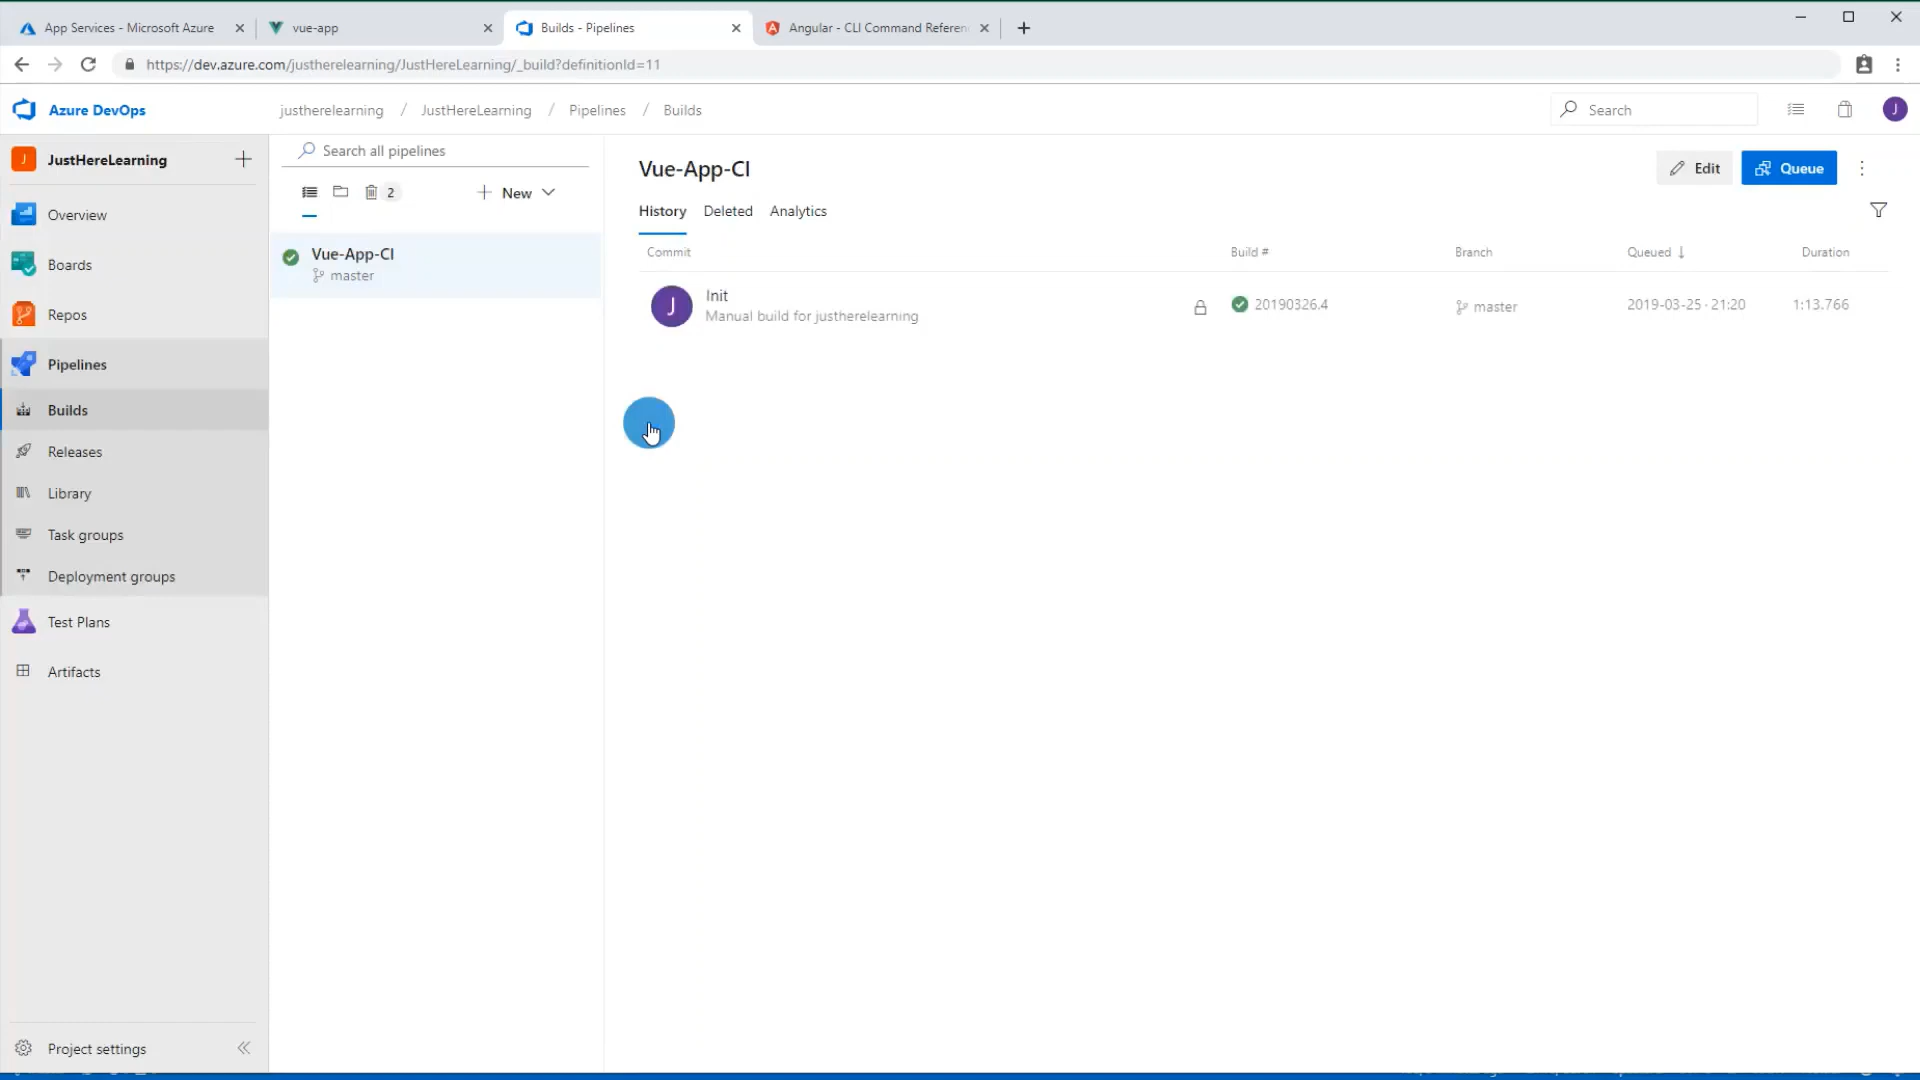 App Services - Microsoft Azure
vue-app
Builds - Pipelines
Angular - CLI Command Referen
https://dev.azure.com/justherelearning/JustHereLearning/_build?definitionId=11
Azure DevOps
justherelearning / JustHereLearning / Pipelines / Builds
Search
J
J JustHereLearning
Overview
Boards
Repos
Pipelines
Builds
Releases
Library
Task groups
Deployment groups
Test Plans
Artifacts
Project settings
Search all pipelines
2
New
Vue-App-CI
master
Vue-App-CI
Edit
Queue
History Deleted Analytics
Commit Build # Branch Queued Duration
J
Init
Manual build for justherelearning
20190326.4
master
2019-03-25 · 21:20
1:13.766